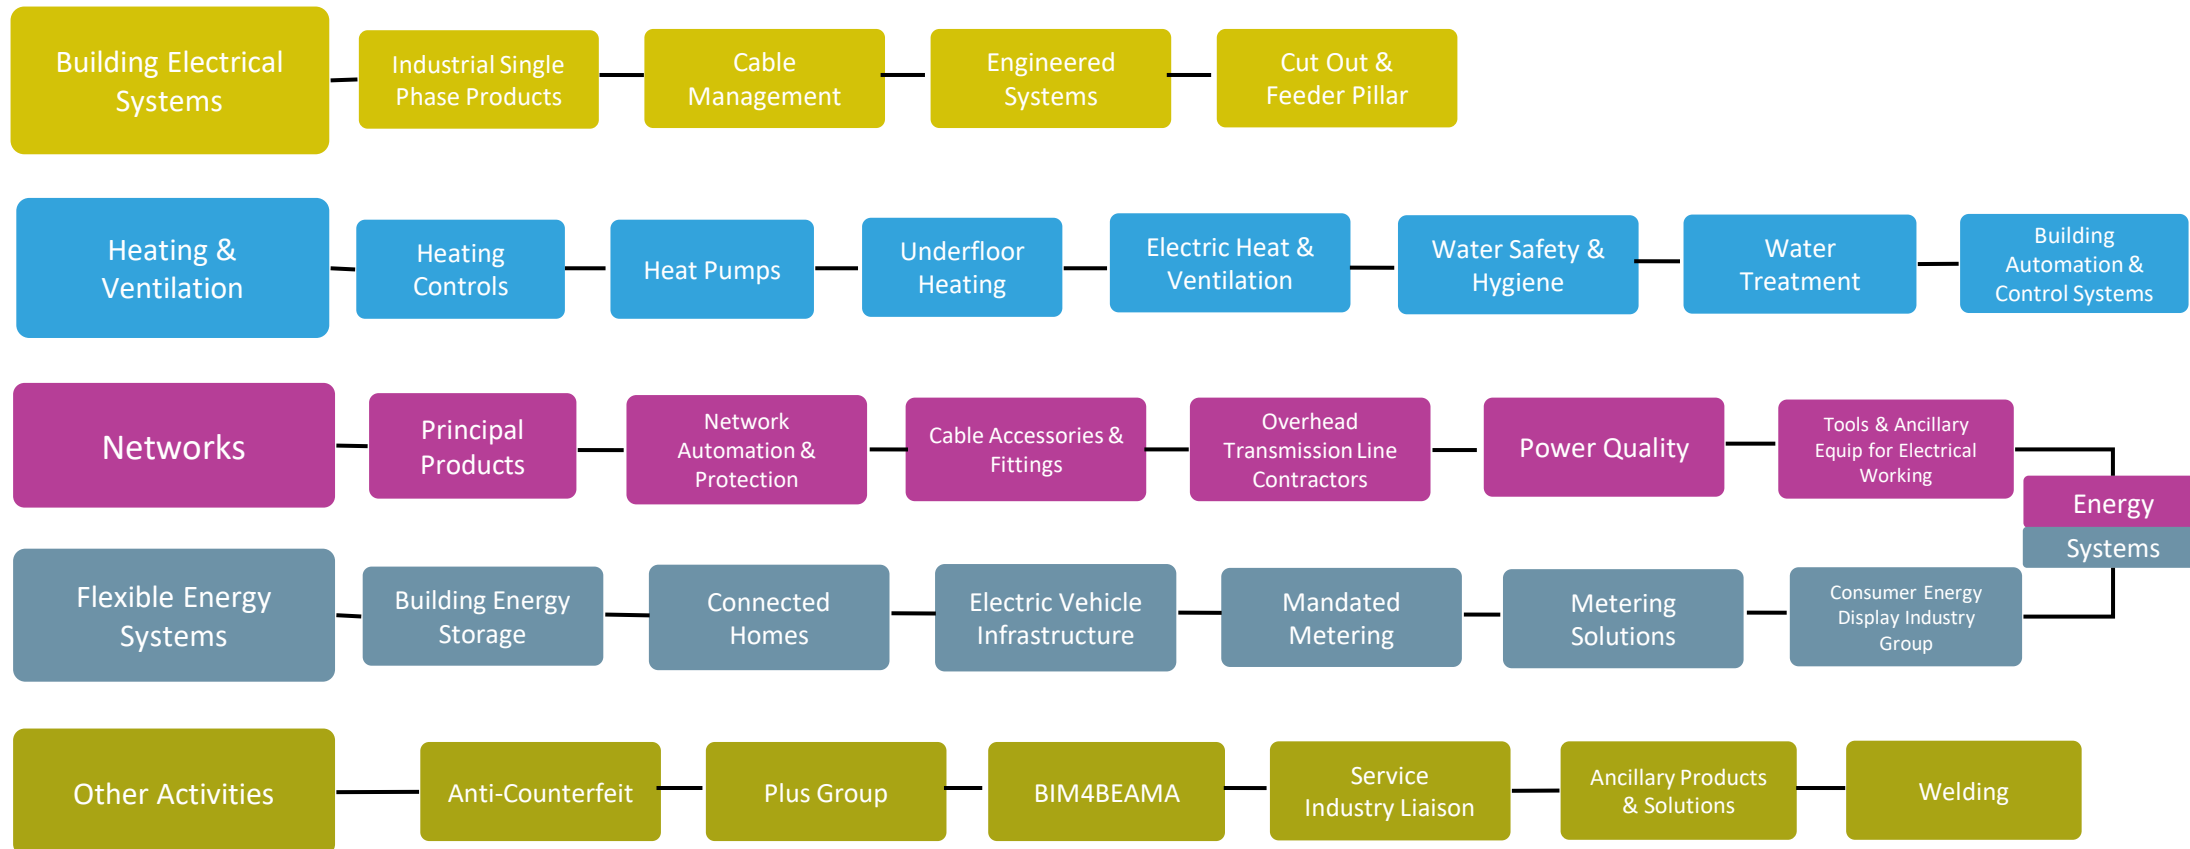 Building Electrical
Systems
Industrial Single
Phase Products
Cable
Management
Engineered
Systems
Cut Out &
Feeder Pillar
Heating &
Ventilation
Heating
Controls
Heat Pumps
Underfloor
Heating
Electric Heat &
Ventilation
Water Safety &
Hygiene
Water
Treatment
Building
Automation &
Control Systems
Networks
Principal
Products
Network
Automation &
Protection
Cable Accessories &
Fittings
Overhead
Transmission Line
Contractors
Power Quality
Tools & Ancillary
Equip for Electrical
Working
Energy
Systems
Flexible Energy
Systems
Building Energy
Storage
Connected
Homes
Electric Vehicle
Infrastructure
Mandated
Metering
Metering
Solutions
Consumer Energy
Display Industry
Group
Other Activities
Anti-Counterfeit
Plus Group
BIM4BEAMA
Service
Industry Liaison
Ancillary Products
& Solutions
Welding